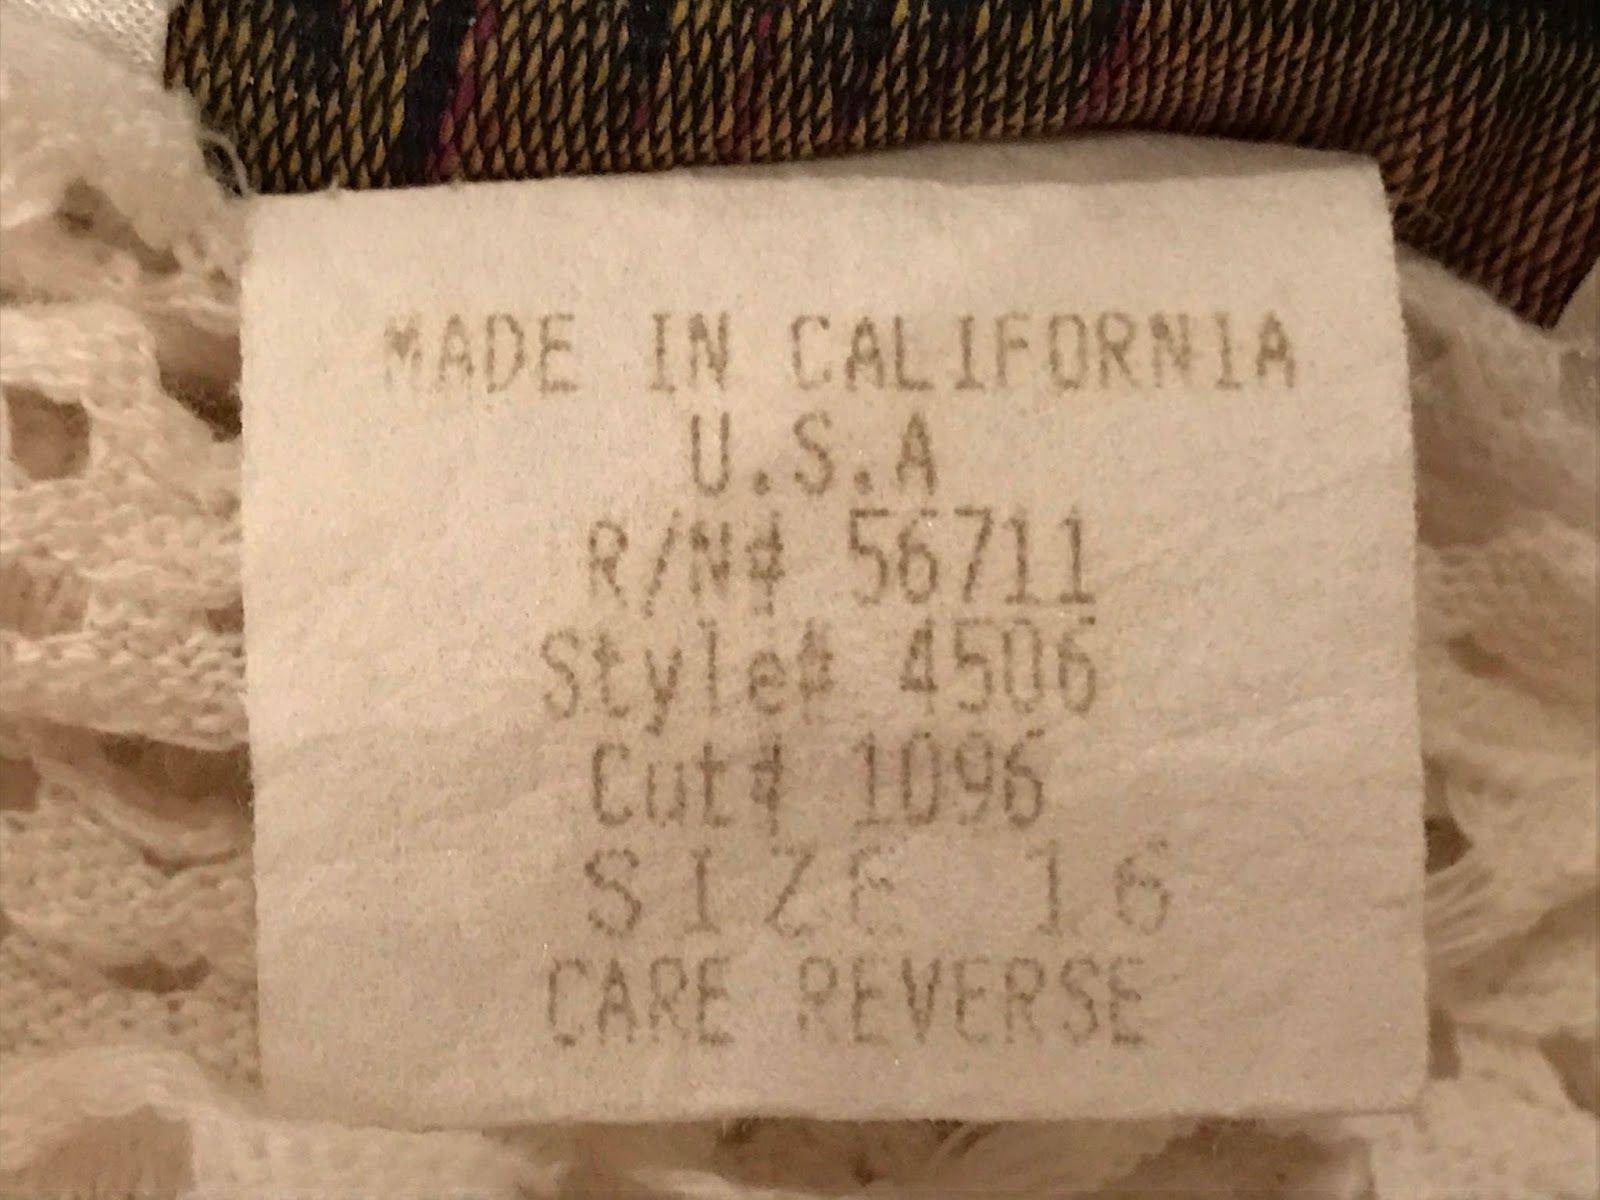 MADE IN CALIFORNIA
U.S.A
R/N# 56711
Style# 4506
Cut# 1096
SIZE 16
CARE REVERSE